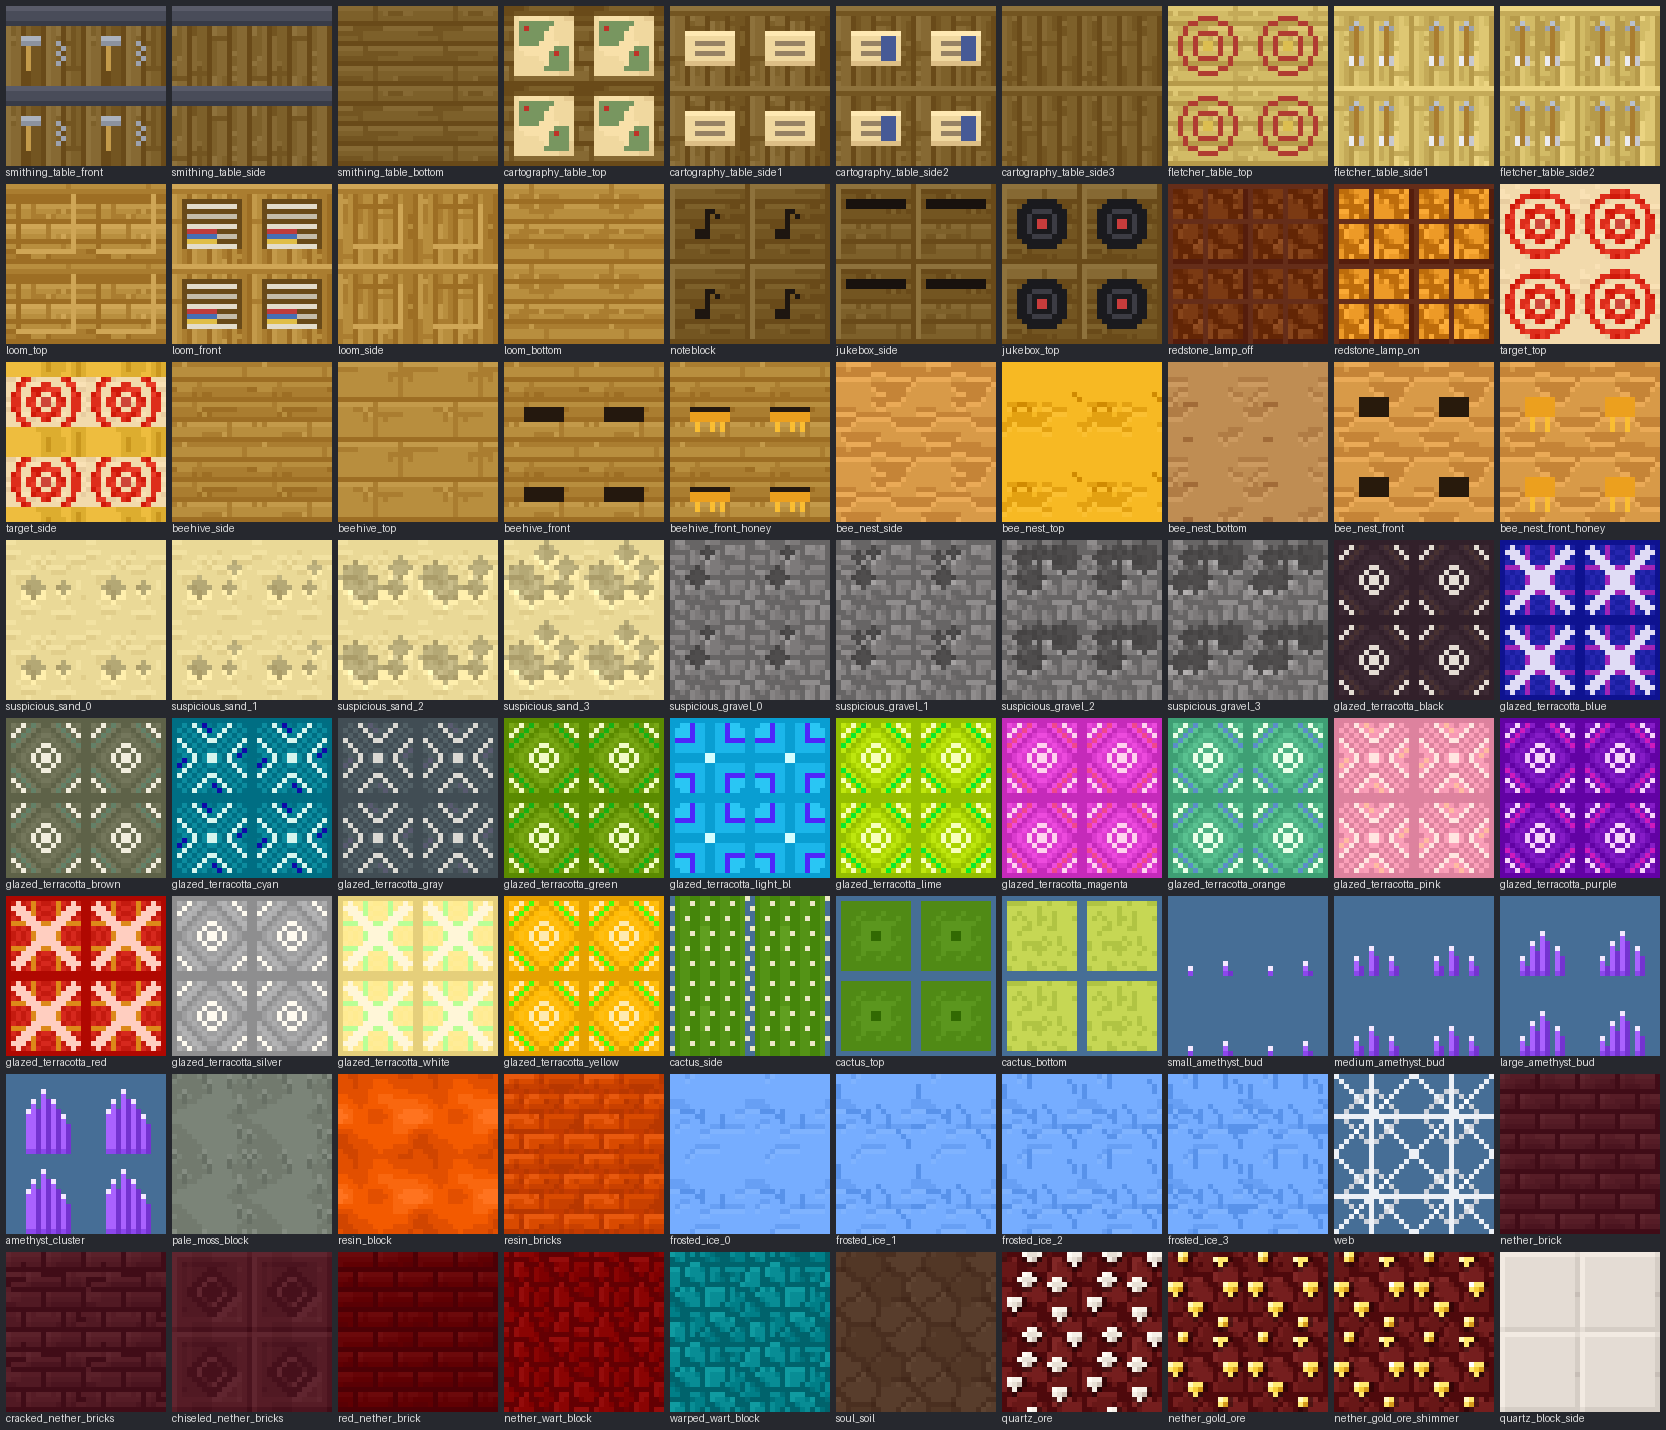 smithing_table_front smithing_table_side smithing_table_bottom cartography_table_top cartography_table_side1 cartography_table_side2 cartography_table_side3 fletcher_table_top fletcher_table_side1 fletcher_table_side2
loom_top loom_front loom_side loom_bottom noteblock jukebox_side jukebox_top redstone_lamp_off redstone_lamp_on target_top
target_side beehive_side beehive_top beehive_front beehive_front_honey bee_nest_side bee_nest_top bee_nest_bottom bee_nest_front bee_nest_front_honey
suspicious_sand_0 suspicious_sand_1 suspicious_sand_2 suspicious_sand_3 suspicious_gravel_0 suspicious_gravel_1 suspicious_gravel_2 suspicious_gravel_3 glazed_terracotta_black glazed_terracotta_blue
glazed_terracotta_brown glazed_terracotta_cyan glazed_terracotta_gray glazed_terracotta_green glazed_terracotta_light_bl glazed_terracotta_lime glazed_terracotta_magenta glazed_terracotta_orange glazed_terracotta_pink glazed_terracotta_purple
glazed_terracotta_red glazed_terracotta_silver glazed_terracotta_white glazed_terracotta_yellow cactus_side cactus_top cactus_bottom small_amethyst_bud medium_amethyst_bud large_amethyst_bud
amethyst_cluster pale_moss_block resin_block resin_bricks frosted_ice_0 frosted_ice_1 frosted_ice_2 frosted_ice_3 web nether_brick
cracked_nether_bricks chiseled_nether_bricks red_nether_brick nether_wart_block warped_wart_block soul_soil quartz_ore nether_gold_ore nether_gold_ore_shimmer quartz_block_side